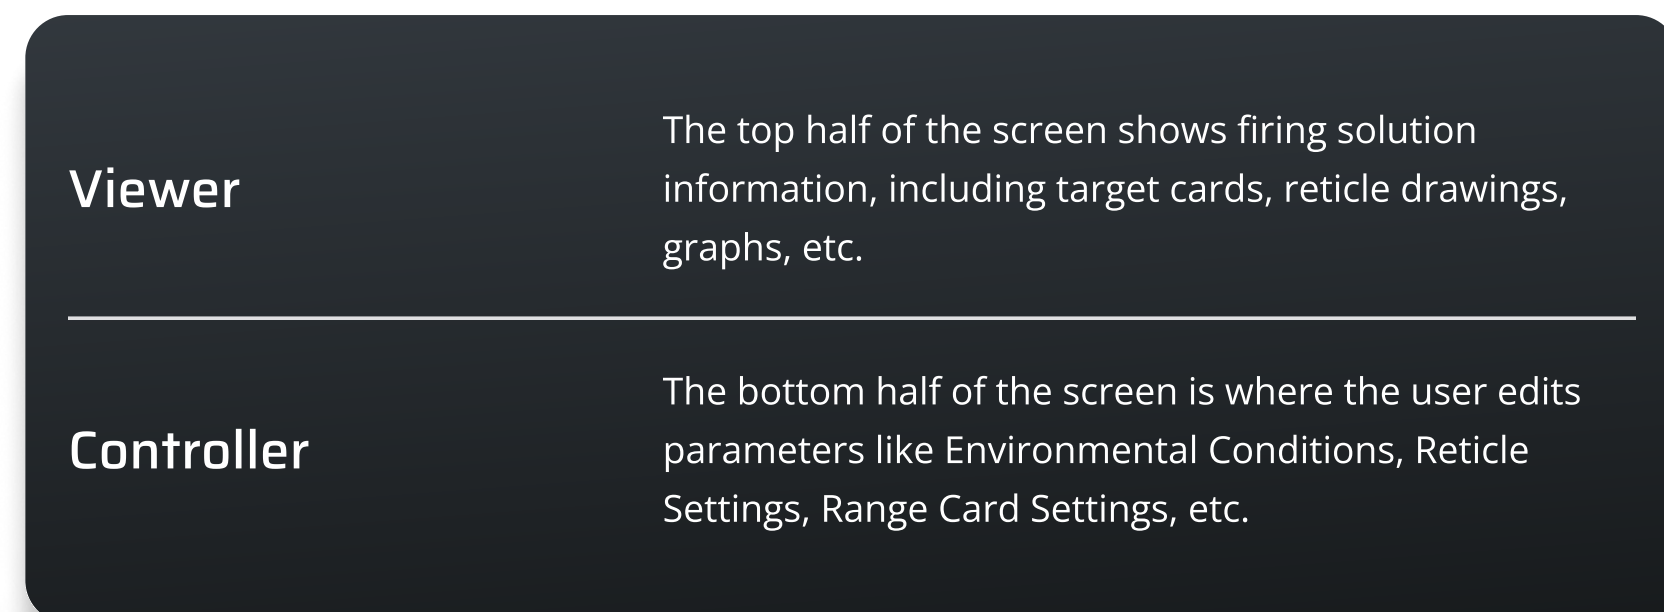 Viewer
The top half of the screen shows firing solution
information, including target cards, reticle drawings,
graphs, etc.
Controller
The bottom half of the screen is where the user edits
parameters like Environmental Conditions, Reticle
Settings, Range Card Settings, etc.